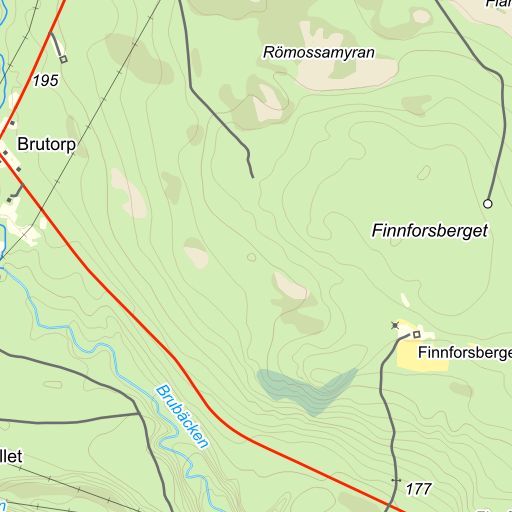 Römossamyran
195
Brutorp
Finnforsberget
Finnforsberge
Brubäcken
llet
177